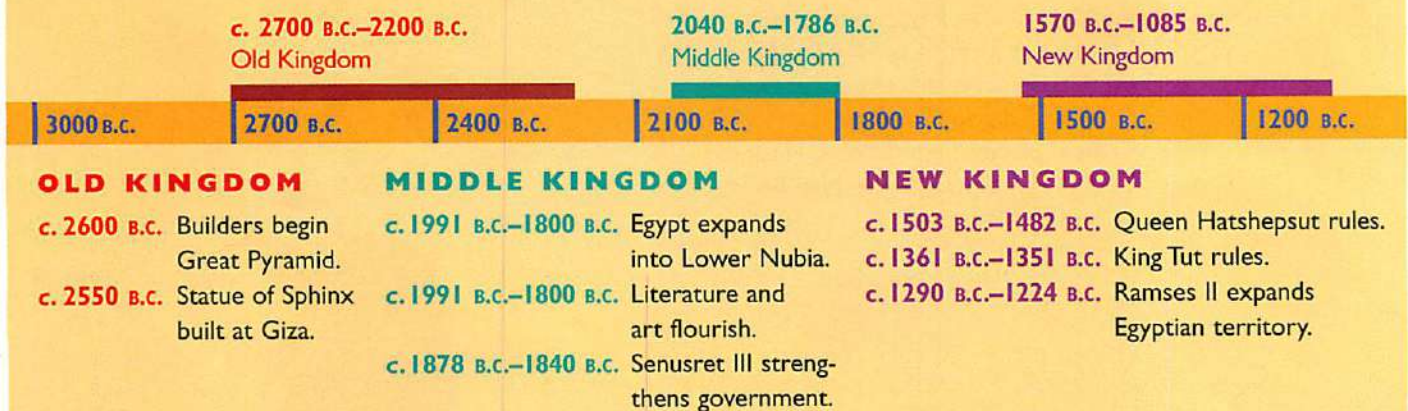 c. 2700 B.C.–2200 B.C.
Old Kingdom
2040 B.C.–1786 B.C.
Middle Kingdom
1570 B.C.–1085 B.C.
New Kingdom
3000 B.C.
2700 B.C.
2400 B.C.
2100 B.C.
1800 B.C.
1500 B.C.
1200 B.C.
OLD KINGDOM
c. 2600 B.C. Builders begin
Great Pyramid.
c. 2550 B.C. Statue of Sphinx
built at Giza.
MIDDLE KINGDOM
c. 1991 B.C.–1800 B.C. Egypt expands
into Lower Nubia.
c. 1991 B.C.–1800 B.C. Literature and
art flourish.
c. 1878 B.C.–1840 B.C. Senusret III streng-
thens government.
NEW KINGDOM
c. 1503 B.C.–1482 B.C. Queen Hatshepsut rules.
c. 1361 B.C.–1351 B.C. King Tut rules.
c. 1290 B.C.–1224 B.C. Ramses II expands
Egyptian territory.